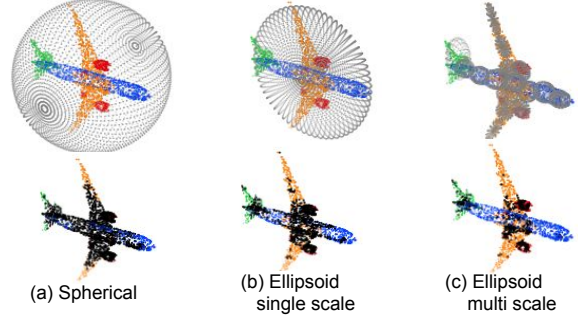 (a) Spherical
(b) Ellipsoid
single scale
(c) Ellipsoid
multi scale